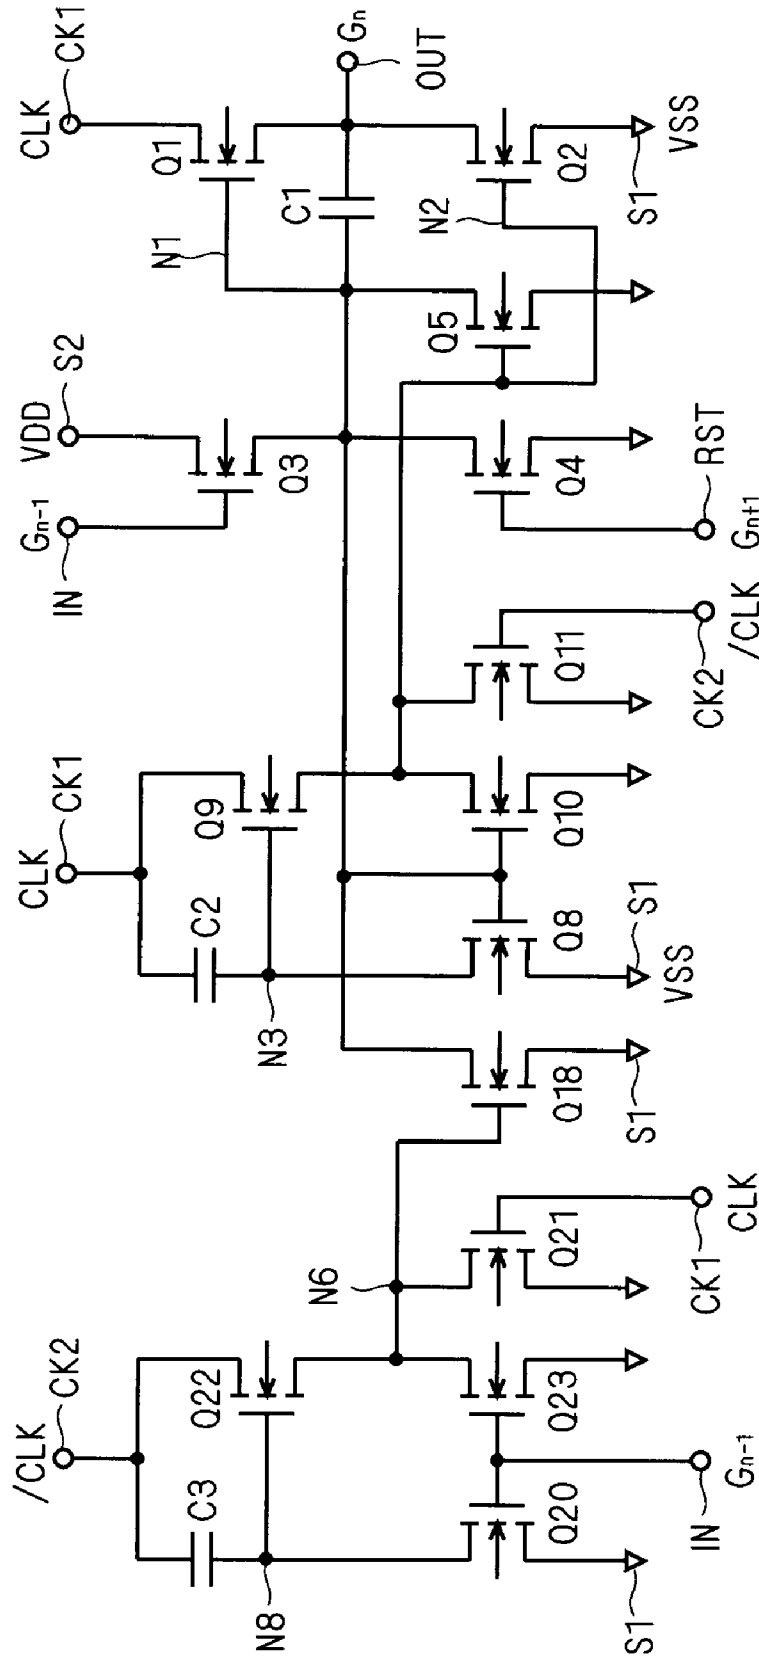 /CLK
CK2
C3
Q22
N8
N6
Q20
Q23
Q21
S1
IN
Gn-1
CK1
CLK
CLK
CK1
C2
Q9
N3
Q18
Q8
Q10
Q11
S1
VSS
S1
CK2
/CLK
Gn-1
IN
VDD
S2
Q3
Q4
Gn+1
RST
CLK
CK1
N1
Q1
C1
Gn
OUT
Q5
N2
Q2
S1
VSS